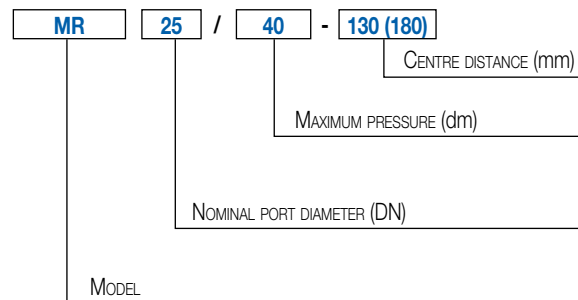 MR 25 / 40 - 130 (180)
Centre distance (mm)
Maximum pressure (dm)
Nominal port diameter (DN)
Model